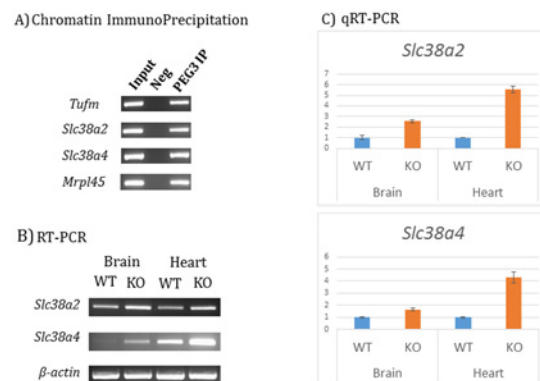 A) Chromatin ImmunoPrecipitation
Input Neg PEG3 IP
Tufm
Slc38a2
Slc38a4
Mrpl45
B) RT-PCR
Brain Heart
WT KO WT KO
Slc38a2
Slc38a4
β-actin
C) qRT-PCR
Slc38a2
7
6
5
4
3
2
1
0
WT KO WT KO
Brain Heart
Slc38a4
6
5
4
3
2
1
0
WT KO WT KO
Brain Heart